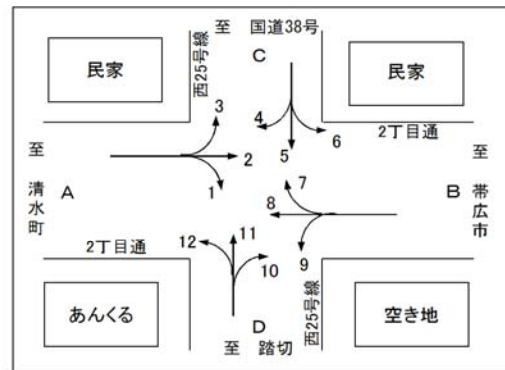 至 国道38号
民家
西25号線
C
民家
3
4
5
6
2丁目通
至 清水町
A
2
1
7
8
9
B
至 帯広市
2丁目通
12
11
10
あんくる
D
西25号線
空き地
至 踏切